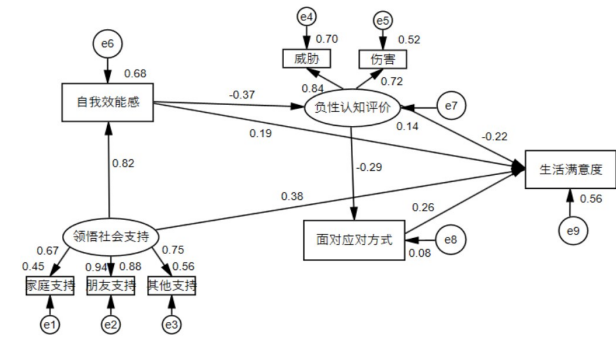 e4
e5
0.70
0.52
e6
威胁
伤害
0.68
0.84
0.72
自我效能感
-0.37
负性认知评价
e7
0.14
-0.22
0.19
0.82
-0.29
生活满意度
0.38
0.26
0.56
领悟社会支持
面对应对方式
e8
e9
0.67
0.75
0.08
0.45
0.94
0.88
0.56
家庭支持
朋友支持
其他支持
e1
e2
e3